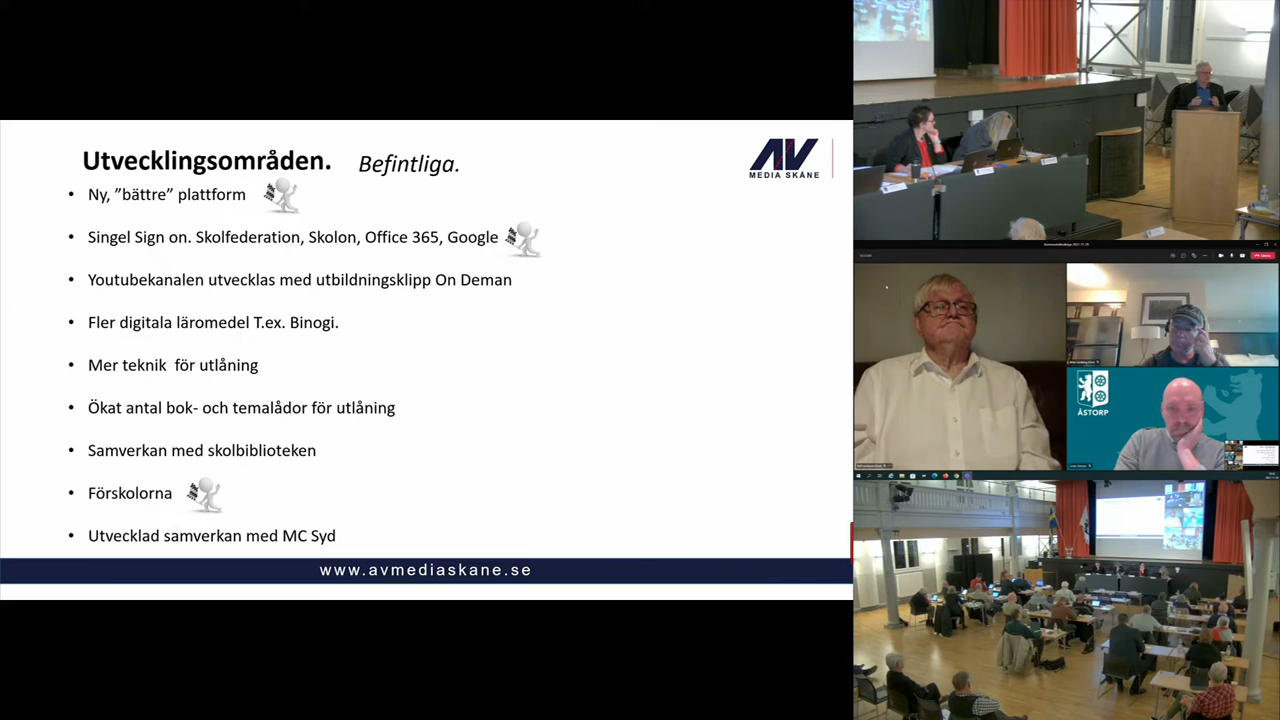 Utvecklingsområden. Befintliga.
AV
MEDIA SKÅNE
• Ny, ”bättre” plattform
• Singel Sign on. Skolfederation, Skolon, Office 365, Google
• Youtubekanalen utvecklas med utbildningsklipp On Deman
• Fler digitala läromedel T.ex. Binogi.
• Mer teknik för utlåning
• Ökat antal bok- och temalådor för utlåning
• Samverkan med skolbiblioteken
• Förskolorna
• Utvecklad samverkan med MC Syd
www.avmediaskane.se
ÅSTORP